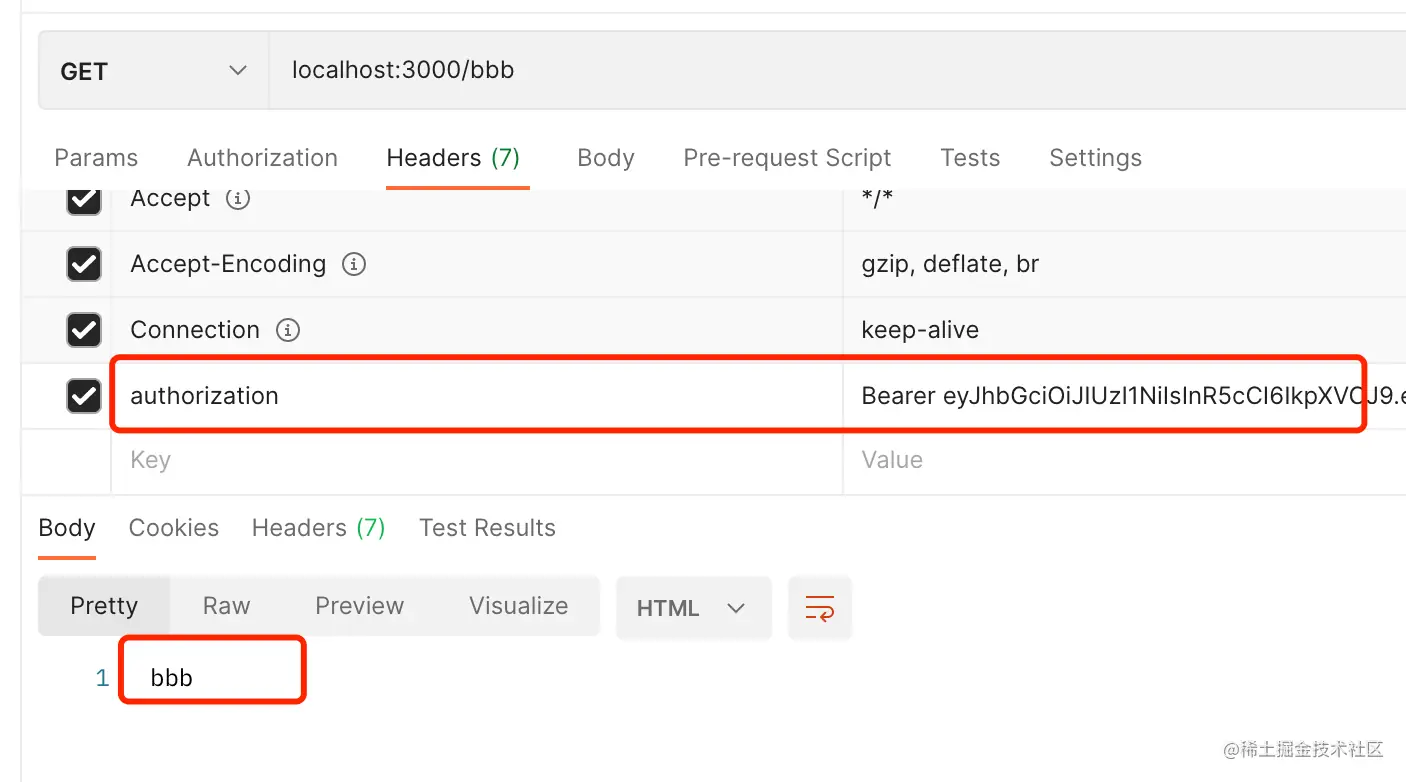 GET localhost:3000/bbb
Params Authorization Headers (7) Body Pre-request Script Tests Settings
Accept */*
Accept-Encoding gzip, deflate, br
Connection keep-alive
authorization Bearer eyJhbGciOiJIUzI1NiIsInR5cCI6IkpXVCJ9.e
Key Value
Body Cookies Headers (7) Test Results
Pretty Raw Preview Visualize HTML
1 bbb
@稀土掘金技术社区